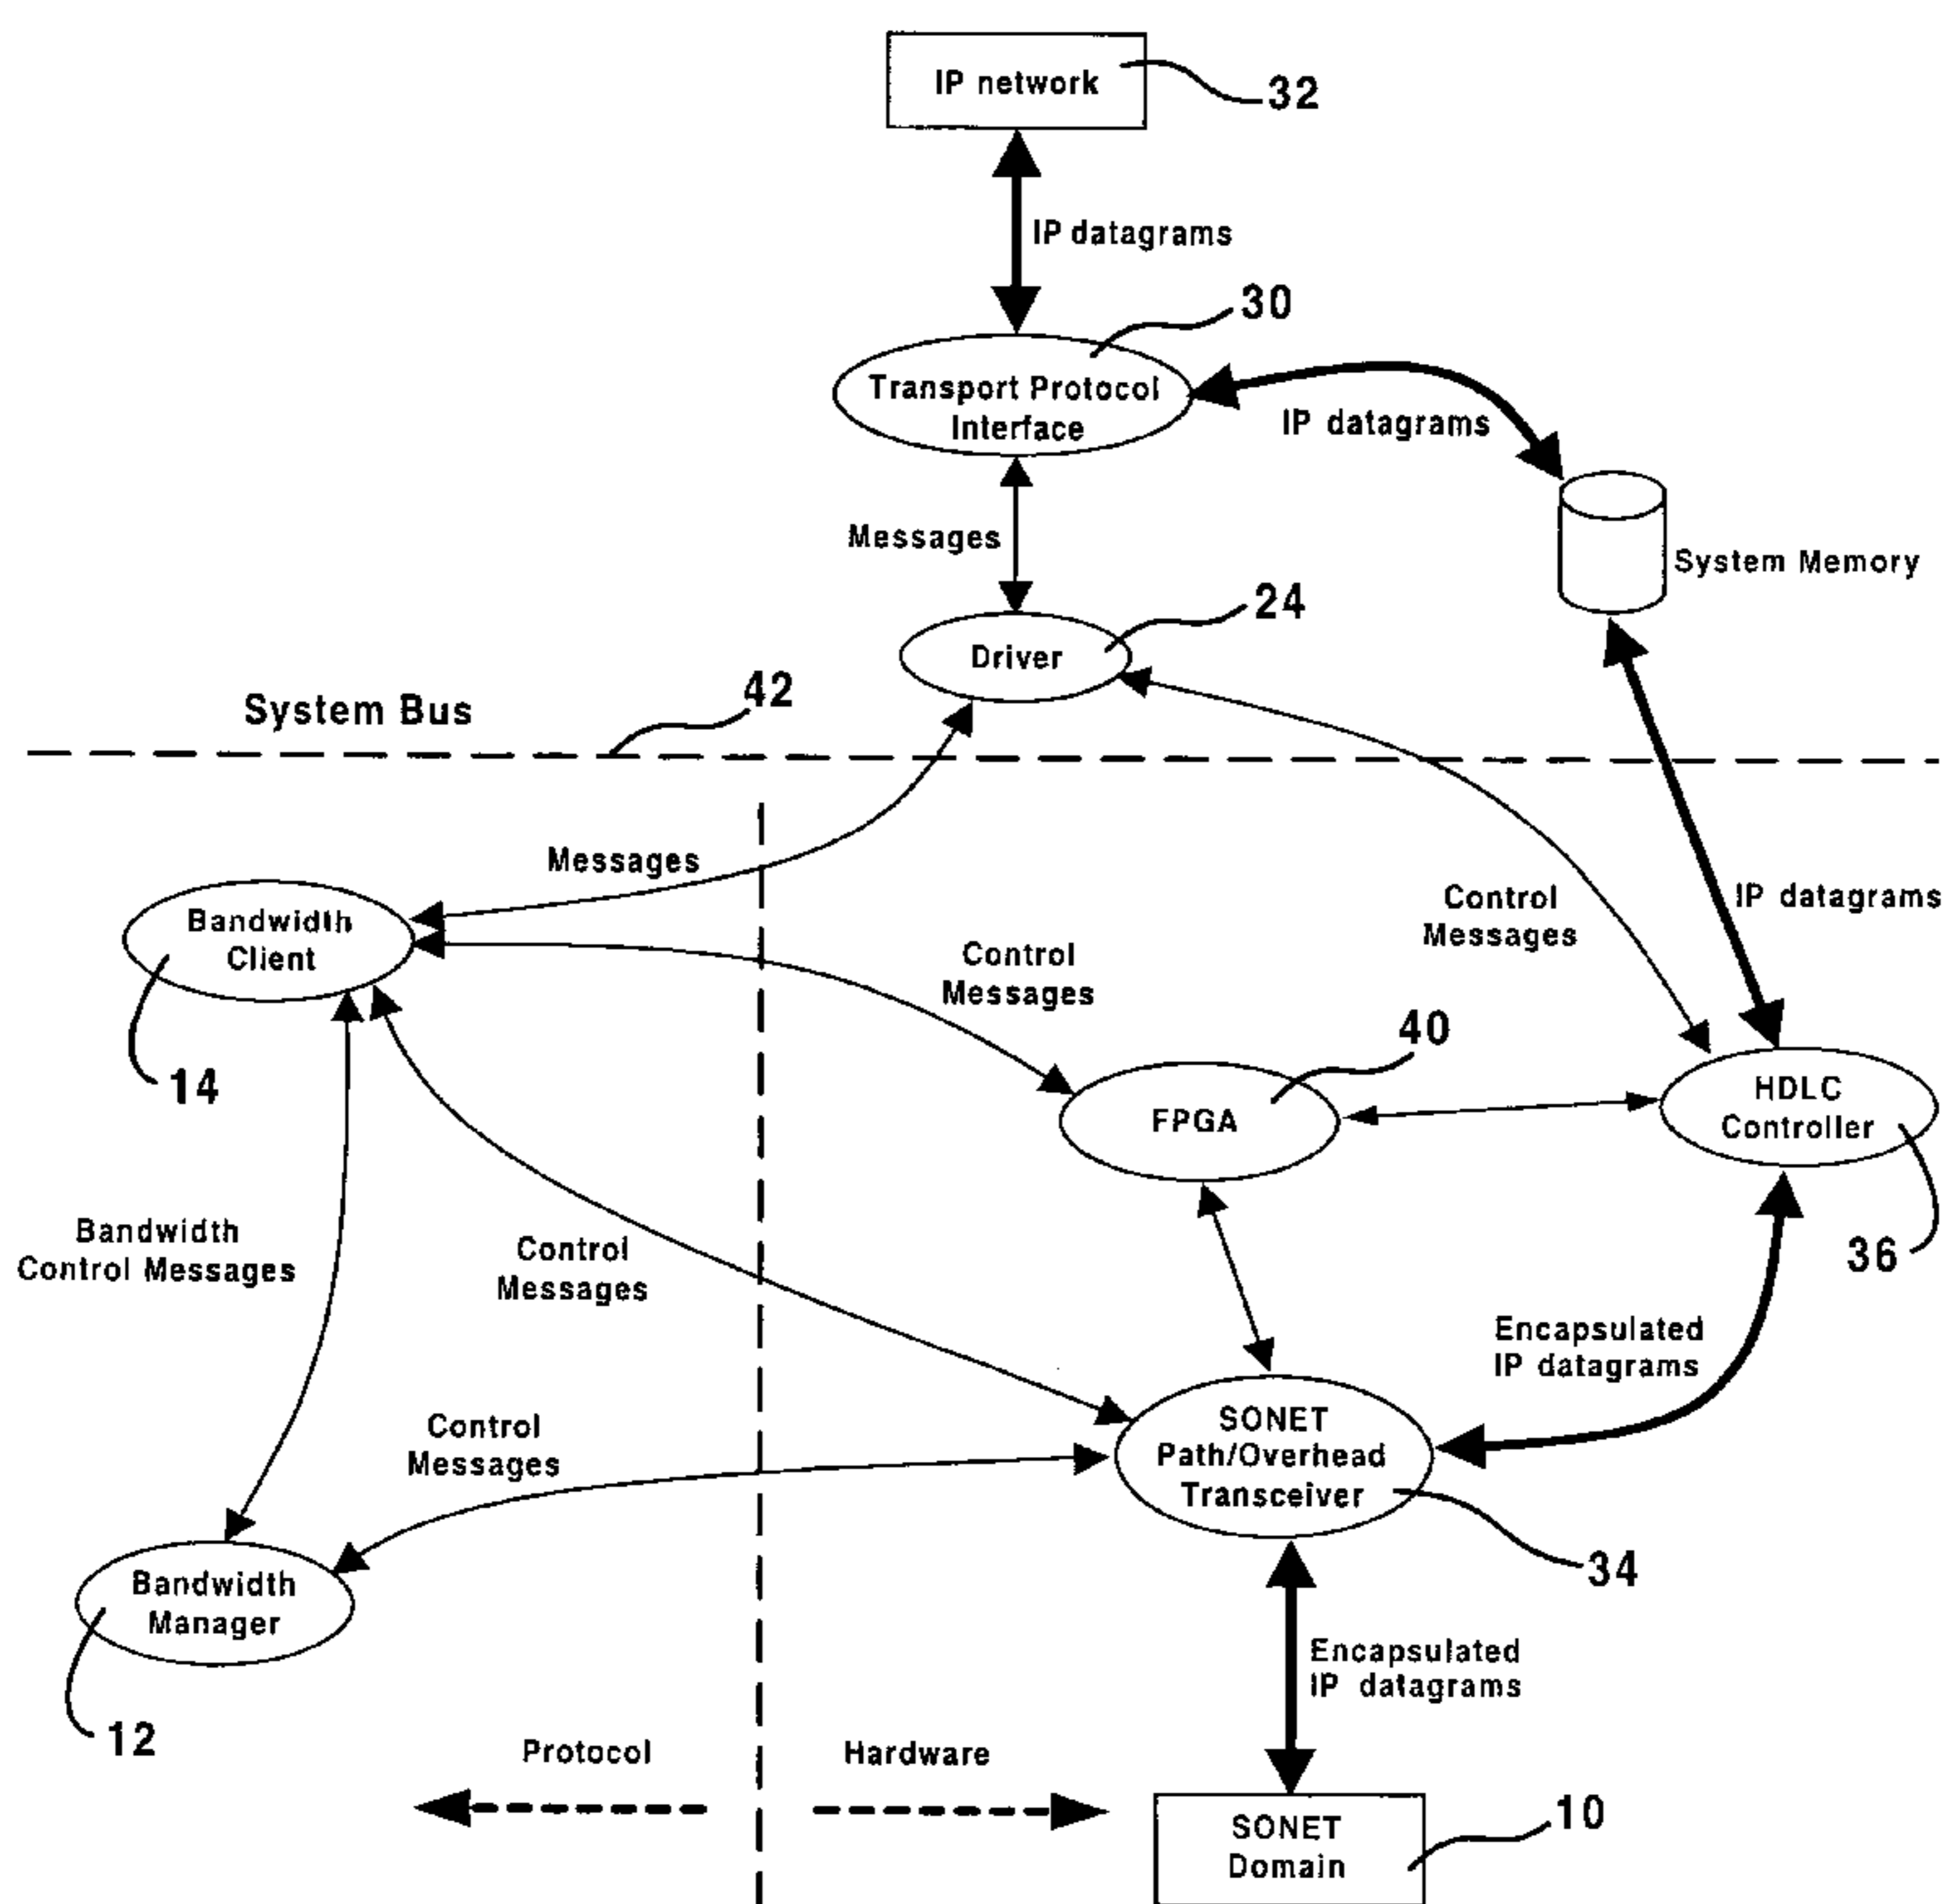 IP network
32
IP datagrams
30
Transport Protocol
Interface
IP datagrams
Messages
System Memory
24
Driver
42
System Bus
Messages
Bandwidth
Client
14
Control
Messages
Control
Messages
IP datagrams
40
FPGA
HDLC
Controller
36
Bandwidth
Control Messages
Control
Messages
Encapsulated
IP datagrams
Control
Messages
SONET
Path/Overhead
Transceiver
34
Bandwidth
Manager
12
Encapsulated
IP datagrams
Protocol
Hardware
SONET
Domain
10